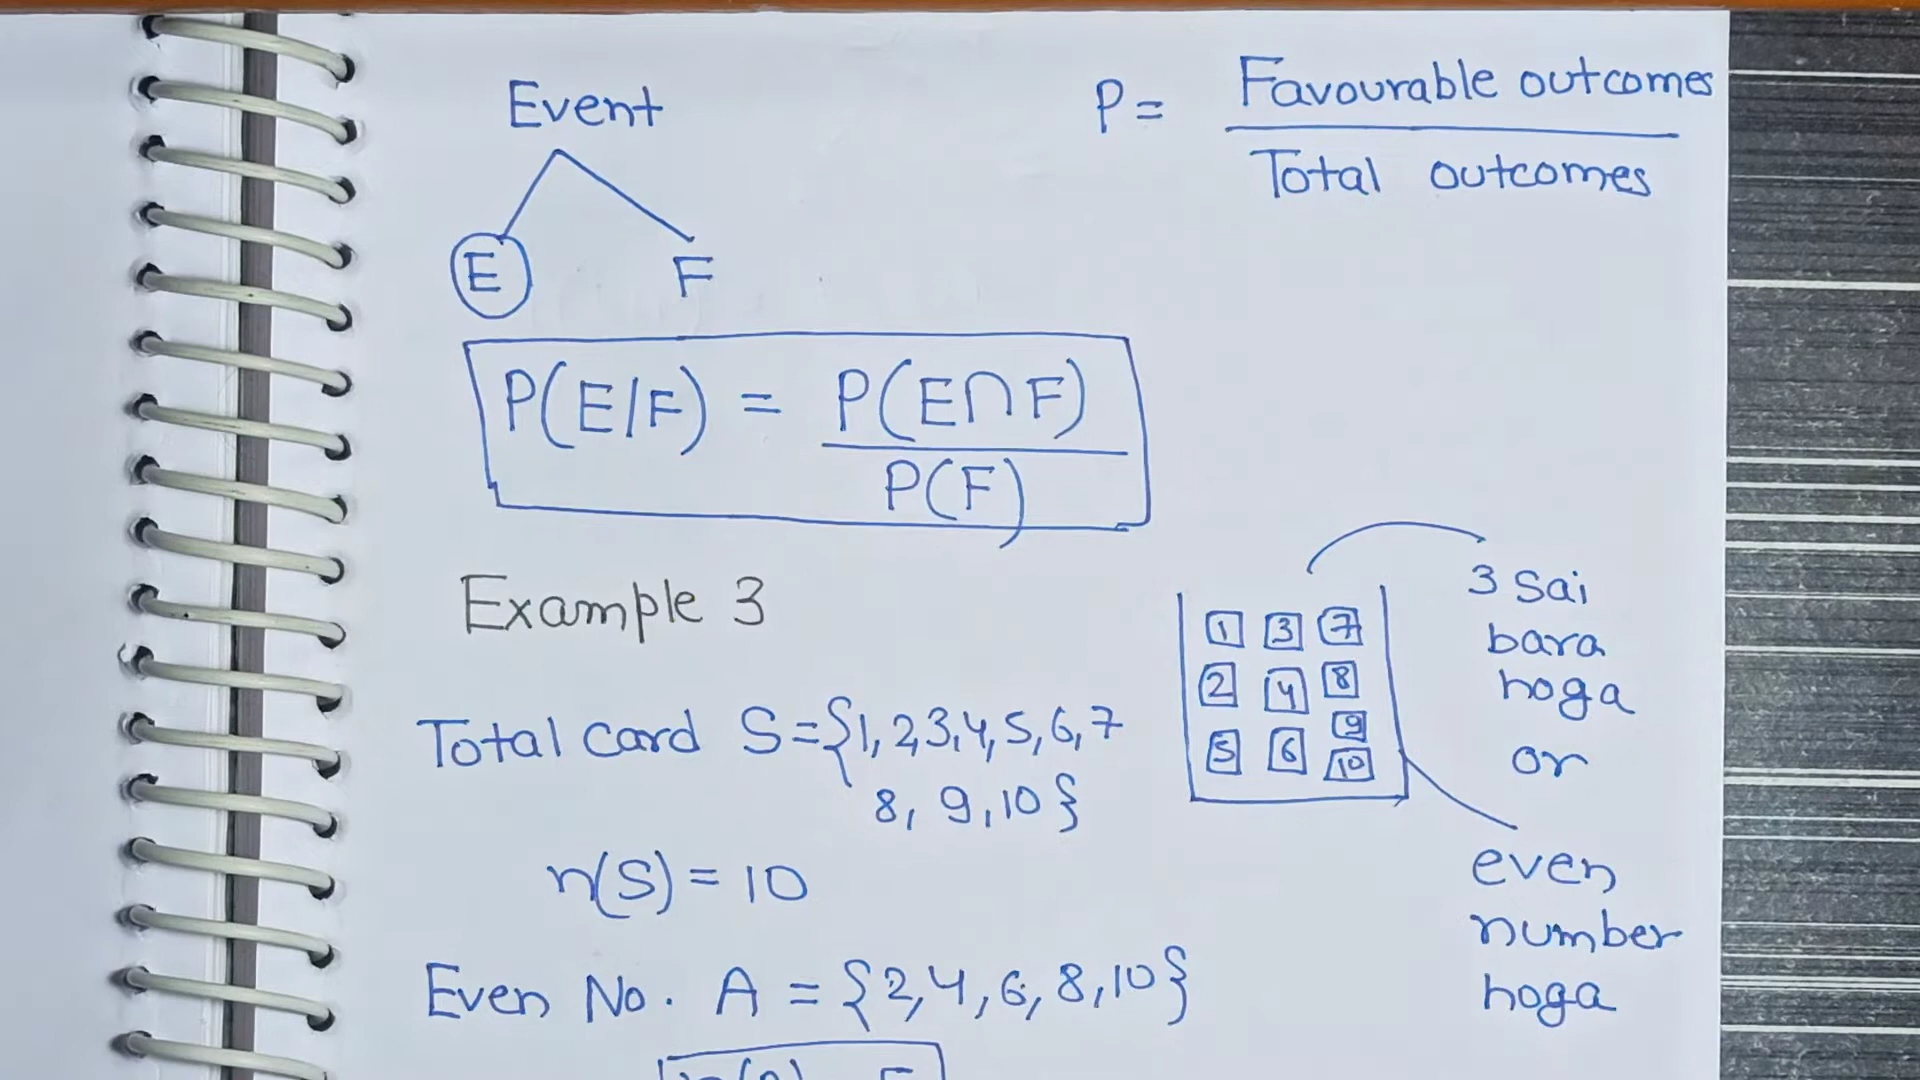 Event
P = Favourable outcomes
Total outcomes
E F
P(E/F) = P(E∩F)
P(F)
Example 3
3 Sai
bara
hoga
or
1 3 7
2 4 8
9
5 6 10
Total card S={1,2,3,4,5,6,7
8, 9,10}
n(S) = 10
even
number
hoga
Even No. A = {2,4,6,8,10}